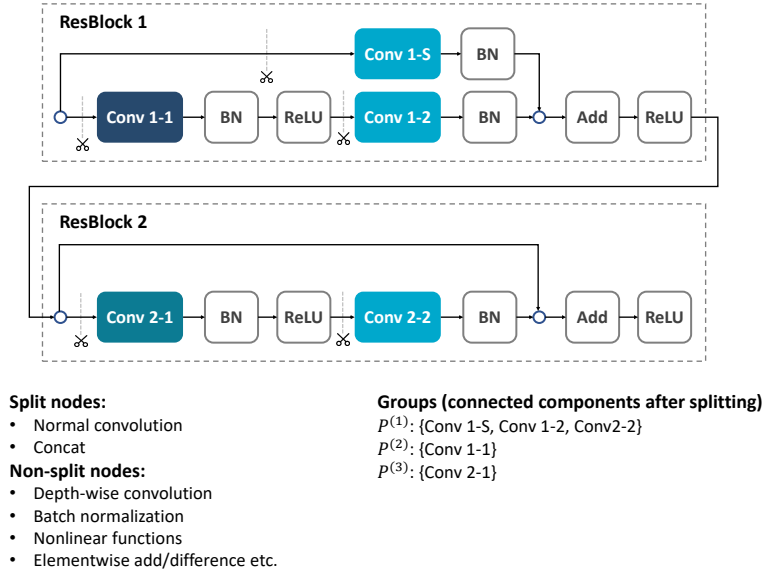 ResBlock 1
Conv 1-S
BN
Conv 1-1
BN
ReLU
Conv 1-2
BN
Add
ReLU
ResBlock 2
Conv 2-1
BN
ReLU
Conv 2-2
BN
Add
ReLU
Split nodes:
• Normal convolution
• Concat
Non-split nodes:
• Depth-wise convolution
• Batch normalization
• Nonlinear functions
• Elementwise add/difference etc.
Groups (connected components after splitting)
P^(1): {Conv 1-S, Conv 1-2, Conv2-2}
P^(2): {Conv 1-1}
P^(3): {Conv 2-1}